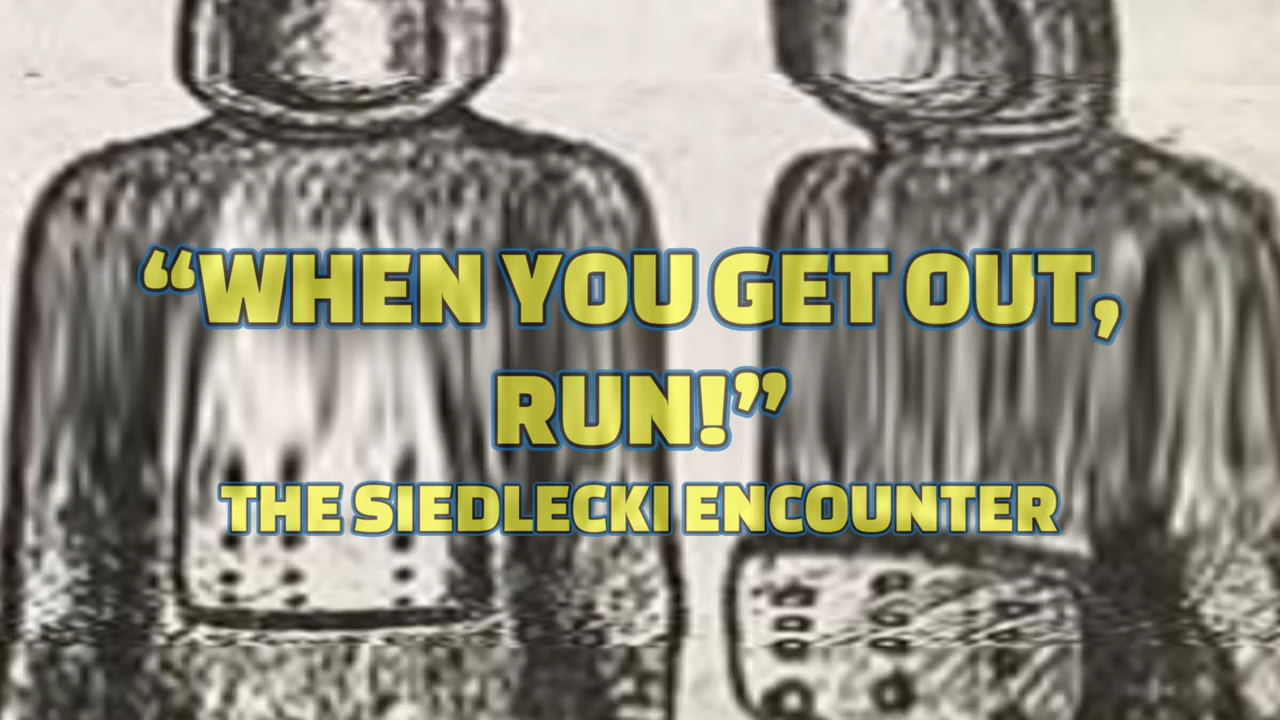 “WHEN YOU GET OUT,
RUN!”
THE SIEDLECKI ENCOUNTER